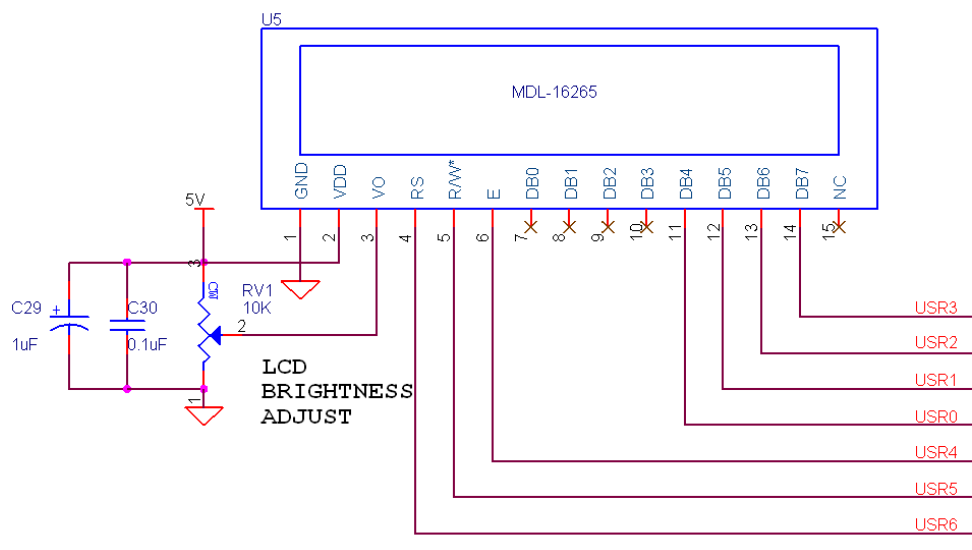 U5
MDL-16265
GND VDD VO RS R/W* E DB0 DB1 DB2 DB3 DB4 DB5 DB6 DB7 NC
1 2 3 4 5 6 7 8 9 10 11 12 13 14 15
5V
3
CW
RV1
10K
C29 +
1uF
C30
0.1uF
2
1
LCD
BRIGHTNESS
ADJUST
USR3
USR2
USR1
USR0
USR4
USR5
USR6